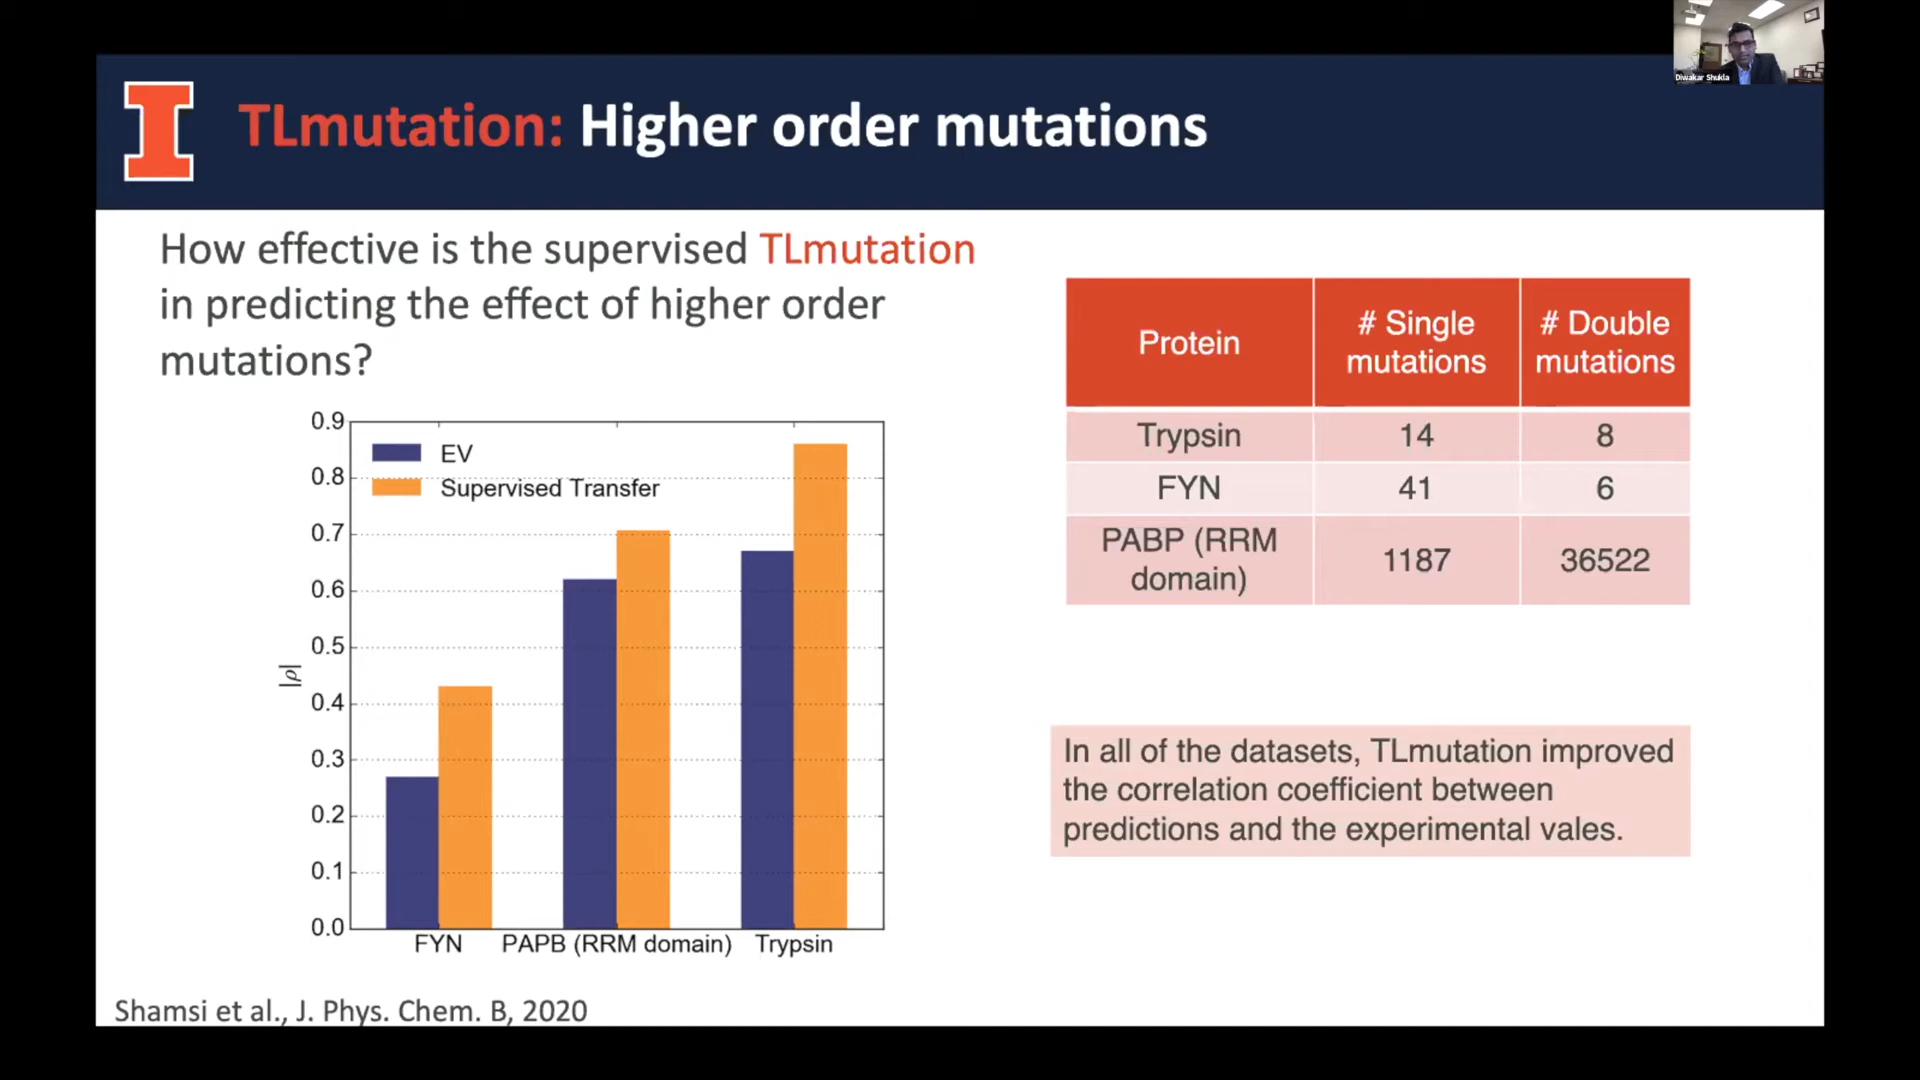 Diwakar Shukla
TLmutation: Higher order mutations
How effective is the supervised TLmutation
in predicting the effect of higher order
mutations?
0.9
0.8
0.7
0.6
0.5
0.4
0.3
0.2
0.1
0.0
|ρ|
EV
Supervised Transfer
FYN
PAPB (RRM domain)
Trypsin
Protein
# Single
mutations
# Double
mutations
Trypsin
14
8
FYN
41
6
PABP (RRM
domain)
1187
36522
In all of the datasets, TLmutation improved
the correlation coefficient between
predictions and the experimental vales.
Shamsi et al., J. Phys. Chem. B, 2020